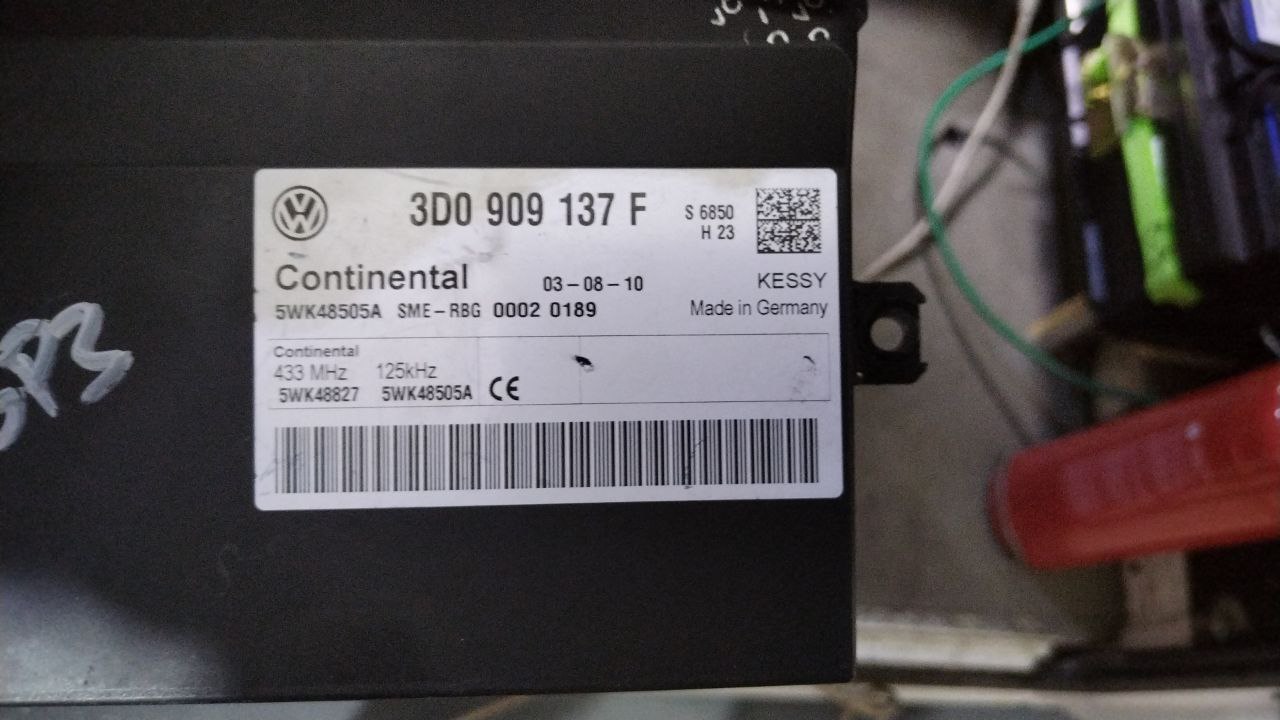 3D0 909 137 F
S 6850
H 23
Continental
03-08-10
KESSY
5WK48505A SME-RBG 0002 0189
Made in Germany
Continental
433 MHz 125kHz
5WK48827 5WK48505A CE